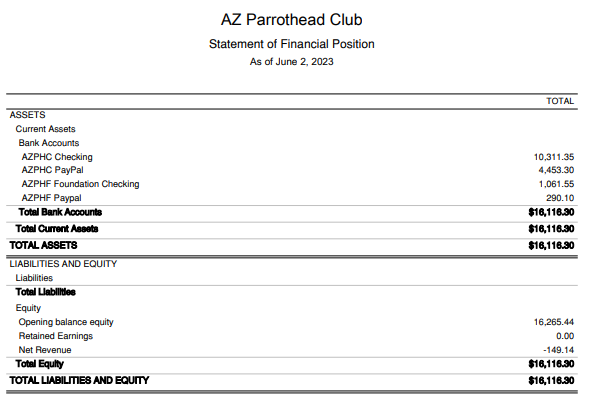 AZ Parrothead Club
Statement of Financial Position
As of June 2, 2023
TOTAL
ASSETS
Current Assets
Bank Accounts
AZPHC Checking 10,311.35
AZPHC PayPal 4,453.30
AZPHF Foundation Checking 1,061.55
AZPHF Paypal 290.10
Total Bank Accounts $16,116.30
Total Current Assets $16,116.30
TOTAL ASSETS $16,116.30
LIABILITIES AND EQUITY
Liabilities
Total Liabilities
Equity
Opening balance equity 16,265.44
Retained Earnings 0.00
Net Revenue -149.14
Total Equity $16,116.30
TOTAL LIABILITIES AND EQUITY $16,116.30